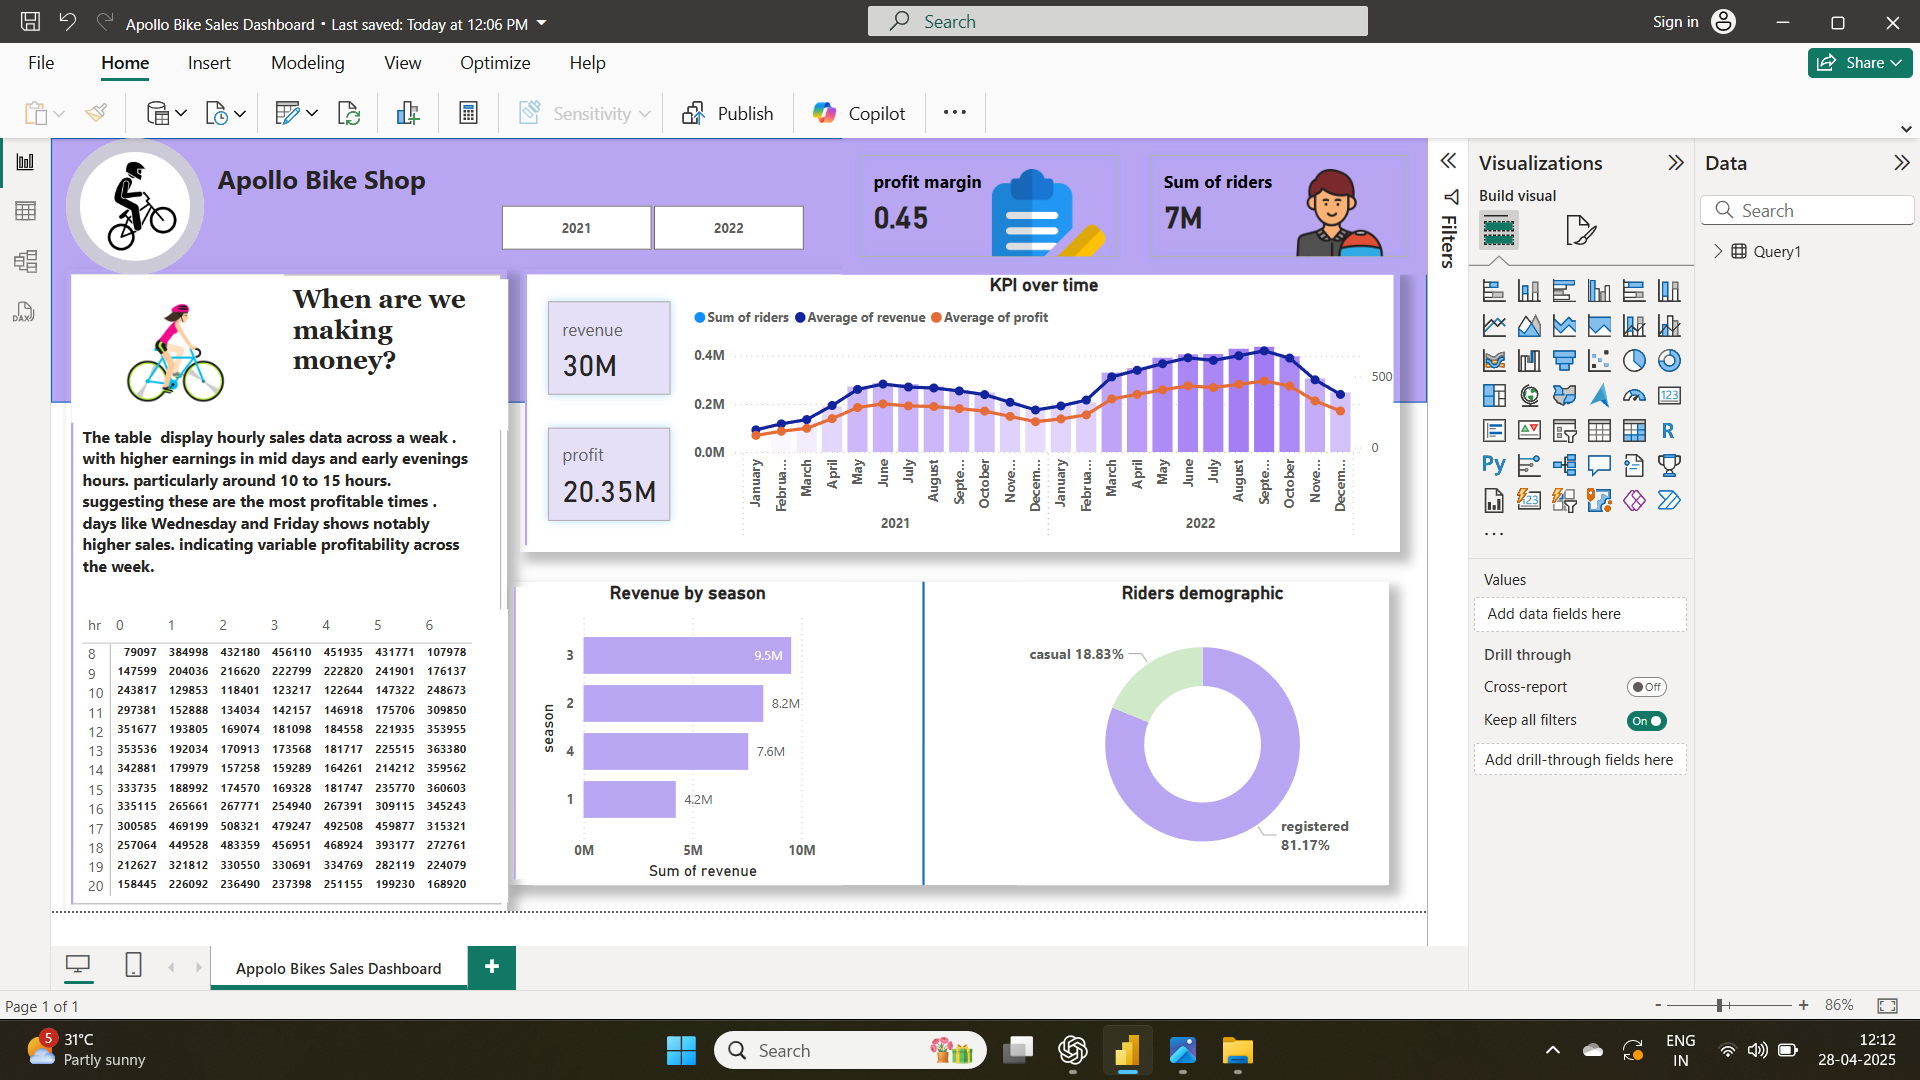 Apollo Bike Sales Dashboard • Last saved: Today at 12:06 PM
Search
Sign in
File Home Insert Modeling View Optimize Help
Share
Sensitivity
Publish
Copilot
Apollo Bike Shop
2021
2022
profit margin
0.45
Sum of riders
7M
When are we
making
money?
The table display hourly sales data across a weak .
with higher earnings in mid days and early evenings
hours. particularly around 10 to 15 hours.
suggesting these are the most profitable times .
days like Wednesday and Friday shows notably
higher sales. indicating variable profitability across
the week.
hr 0 1 2 3 4 5 6
8 79097 384998 432180 456110 451935 431771 107978
9 147599 204036 216620 222799 222820 241901 176137
10 243817 129853 118401 123217 122644 147322 248673
11 297381 152888 134034 142157 146918 175706 309850
12 351677 193805 169074 181098 184558 221935 353955
13 353536 192034 170913 173568 181717 225515 363380
14 342881 179979 157258 159289 164261 214212 359562
15 333735 188992 174570 169328 181747 235770 360603
16 335115 265661 267771 254940 267391 309115 345243
17 300585 469199 508321 479247 492508 459877 315321
18 257064 449528 483359 456951 468924 393177 272761
19 212627 321812 330550 330691 334769 282119 224079
20 158445 226092 236490 237398 251155 199230 168920
revenue
30M
profit
20.35M
KPI over time
Sum of riders Average of revenue Average of profit
0.4M
0.2M
0.0M
500
0
January Februa... March April May June July August Septe... October Nove... Decem... January Februa... March April May June July August Septe... October Nove... Decem...
2021
2022
Revenue by season
season
3 9.5M
2 8.2M
4 7.6M
1 4.2M
0M 5M 10M
Sum of revenue
Riders demographic
casual 18.83%
registered
81.17%
Filters
Visualizations
Build visual
123
R
Py
123
...
Values
Add data fields here
Drill through
Cross-report
Off
Keep all filters
On
Add drill-through fields here
Data
Search
Query1
DAX
Appolo Bikes Sales Dashboard
+
Page 1 of 1
- + 86%
5
31°C
Partly sunny
Search
ENG
IN
12:12
28-04-2025